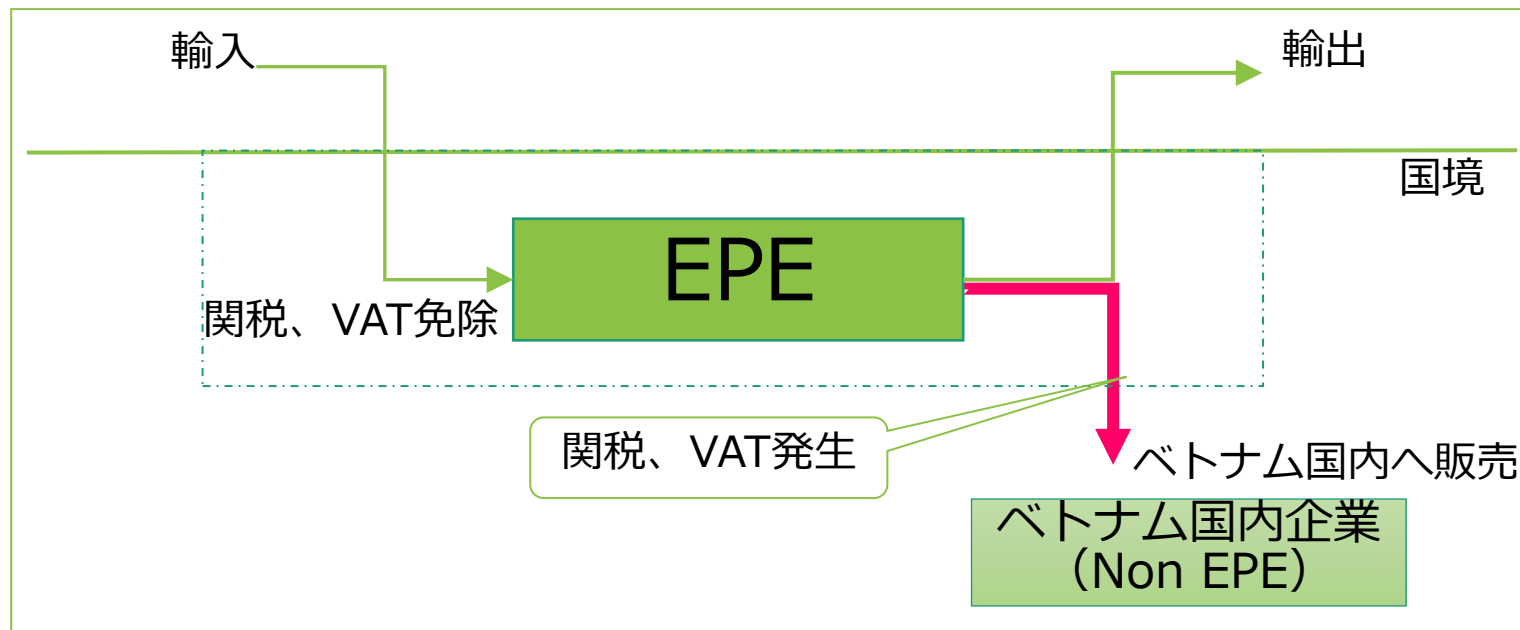 輸入
輸出
国境
EPE
関税、VAT免除
関税、VAT発生
ベトナム国内へ販売
ベトナム国内企業
（Non EPE）